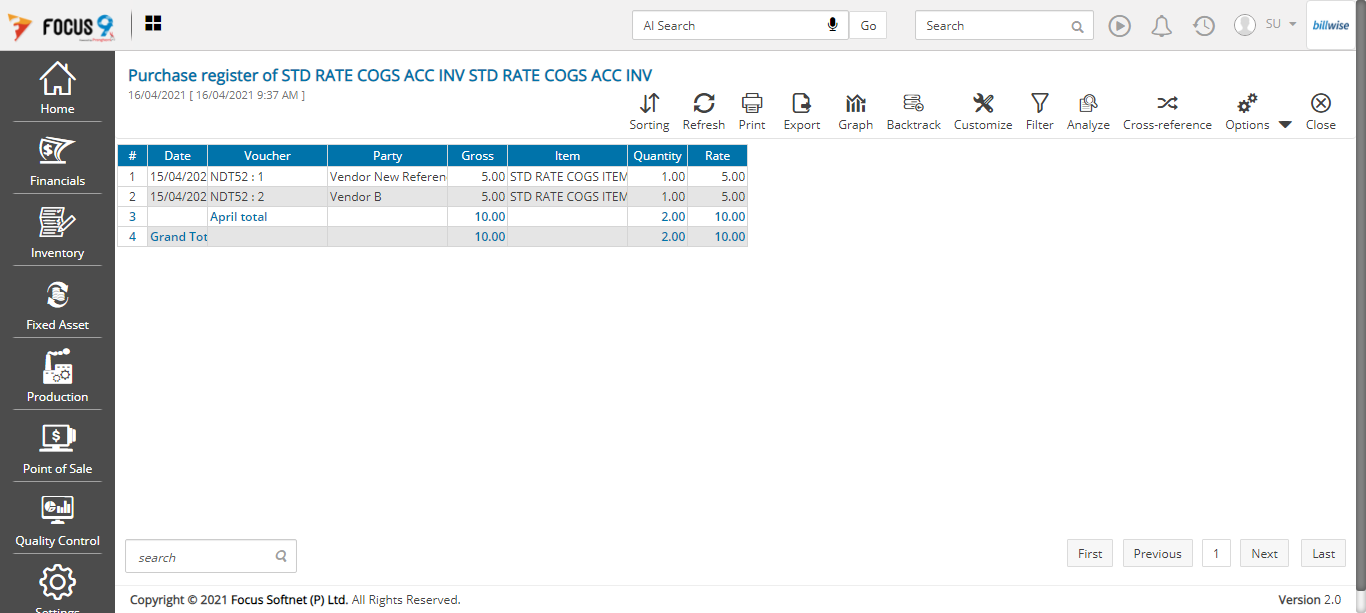 FOCUS 9
AI Search
Go
Search
SU
billwise
Home
Financials
Inventory
Fixed Asset
Production
Point of Sale
Quality Control
Settings
Purchase register of STD RATE COGS ACC INV STD RATE COGS ACC INV
16/04/2021 [ 16/04/2021 9:37 AM ]
Sorting Refresh Print Export Graph Backtrack Customize Filter Analyze Cross-reference Options Close
# Date Voucher Party Gross Item Quantity Rate
1 15/04/202 NDT52 : 1 Vendor New Referen 5.00 STD RATE COGS ITEM 1.00 5.00
2 15/04/202 NDT52 : 2 Vendor B 5.00 STD RATE COGS ITEM 1.00 5.00
3 April total 10.00 2.00 10.00
4 Grand Tot 10.00 2.00 10.00
search
First Previous 1 Next Last
Copyright © 2021 Focus Softnet (P) Ltd. All Rights Reserved.
Version 2.0